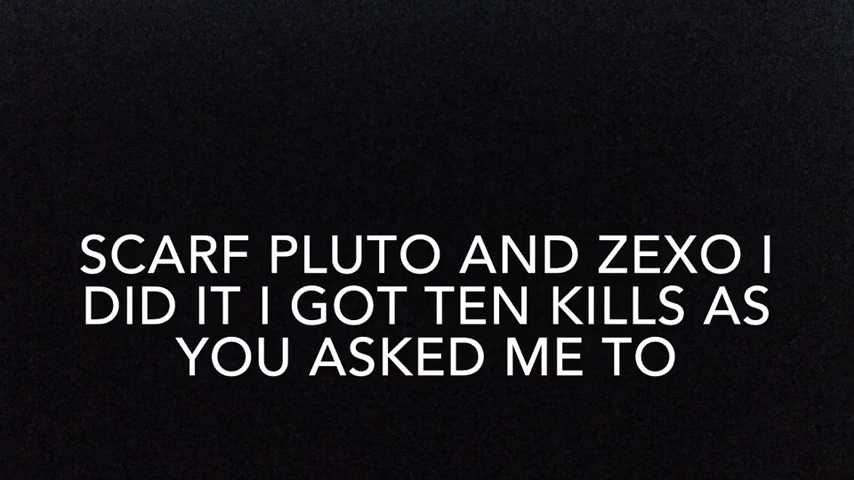 SCARF PLUTO AND ZEXO I
DID IT I GOT TEN KILLS AS
YOU ASKED ME TO